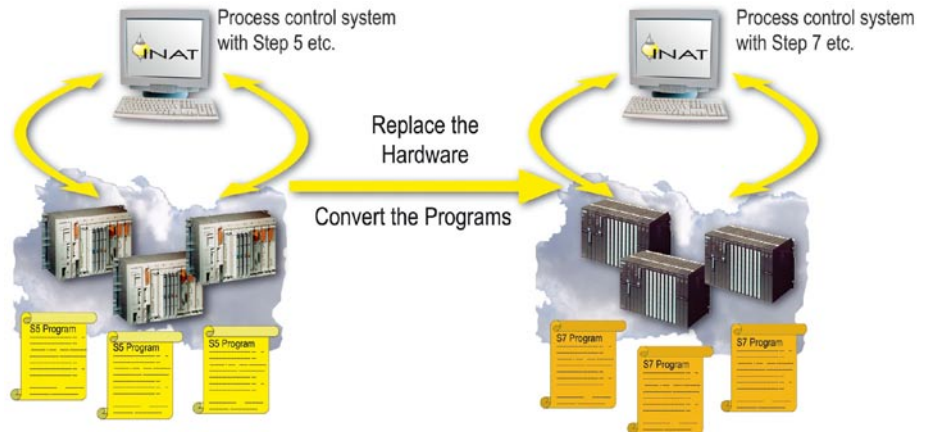 Process control system
with Step 5 etc.
INAT
Process control system
with Step 7 etc.
INAT
Replace the
Hardware
Convert the Programs
S5 Program
S5 Program
S5 Program
S7 Program
S7 Program
S7 Program